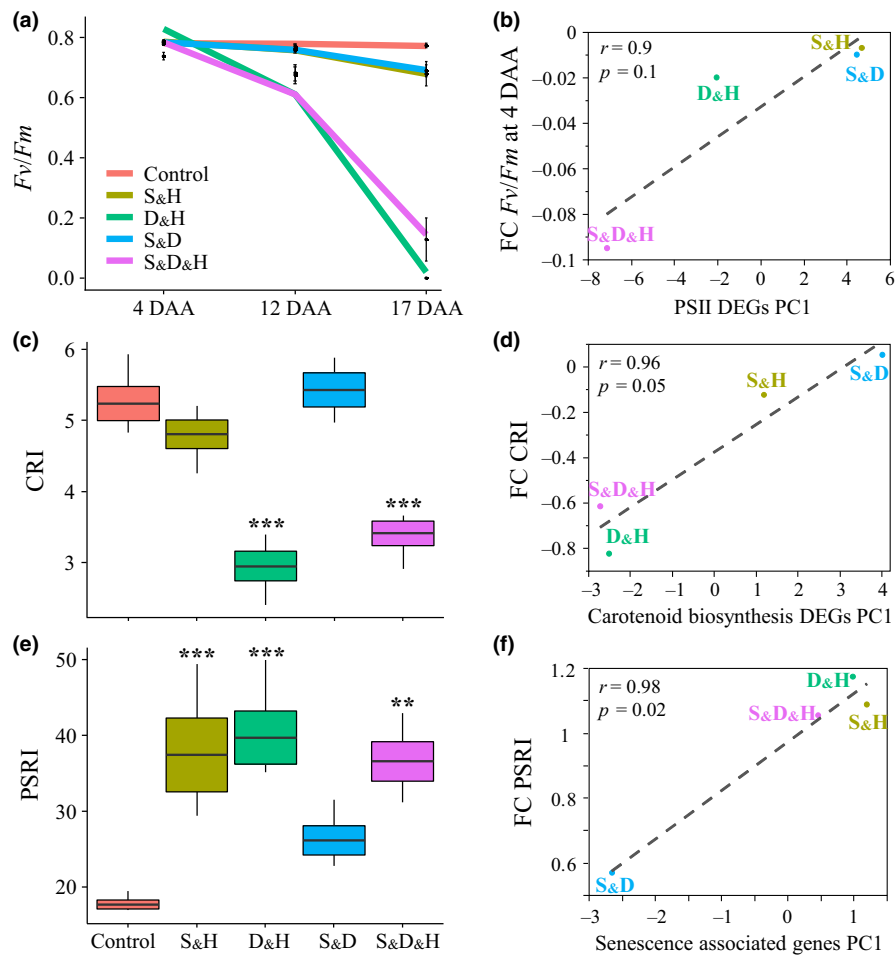 (a)
0.8
0.6
0.4
0.2
0.0
Fv/Fm
Control
S&H
D&H
S&D
S&D&H
4 DAA
12 DAA
17 DAA
(b)
r = 0.9
p = 0.1
S&H
S&D
D&H
S&D&H
0
−0.02
−0.04
−0.06
−0.08
−0.1
FC Fv/Fm at 4 DAA
−8
−6
−4
−2
0
2
4
6
PSII DEGs PC1
(c)
6
5
4
3
CRI
***
***
(d)
r = 0.96
p = 0.05
S&H
S&D
S&D&H
D&H
0
−0.2
−0.4
−0.6
−0.8
FC CRI
−3
−2
−1
0
1
2
3
4
Carotenoid biosynthesis DEGs PC1
(e)
50
40
30
20
PSRI
***
***
**
Control
S&H
D&H
S&D
S&D&H
(f)
r = 0.98
p = 0.02
D&H
S&D&H
S&H
S&D
1.2
1
0.8
0.6
FC PSRI
−3
−2
−1
0
1
Senescence associated genes PC1